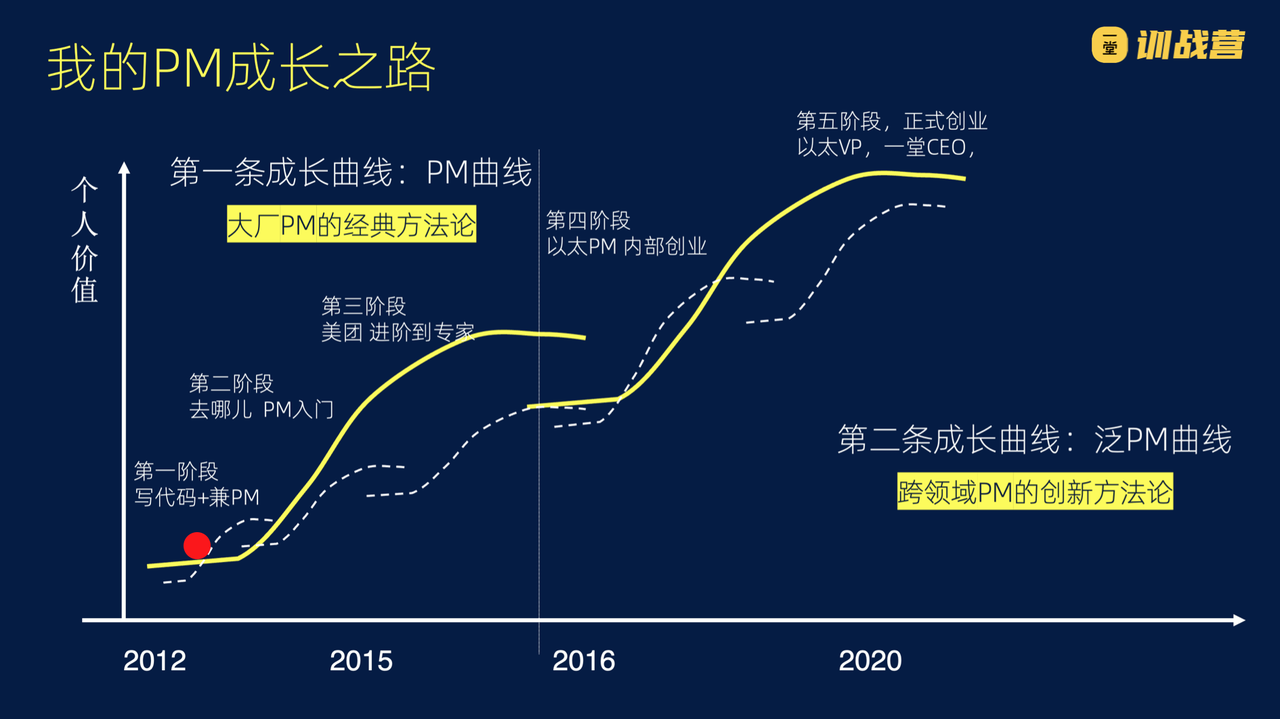 我的PM成长之路
一堂
训战营
第五阶段，正式创业
以太VP，一堂CEO，
第一条成长曲线：PM曲线
大厂PM的经典方法论
个人价值
第四阶段
以太PM 内部创业
第三阶段
美团 进阶到专家
第二阶段
去哪儿 PM入门
第二条成长曲线：泛PM曲线
跨领域PM的创新方法论
第一阶段
写代码+兼PM
2012
2015
2016
2020